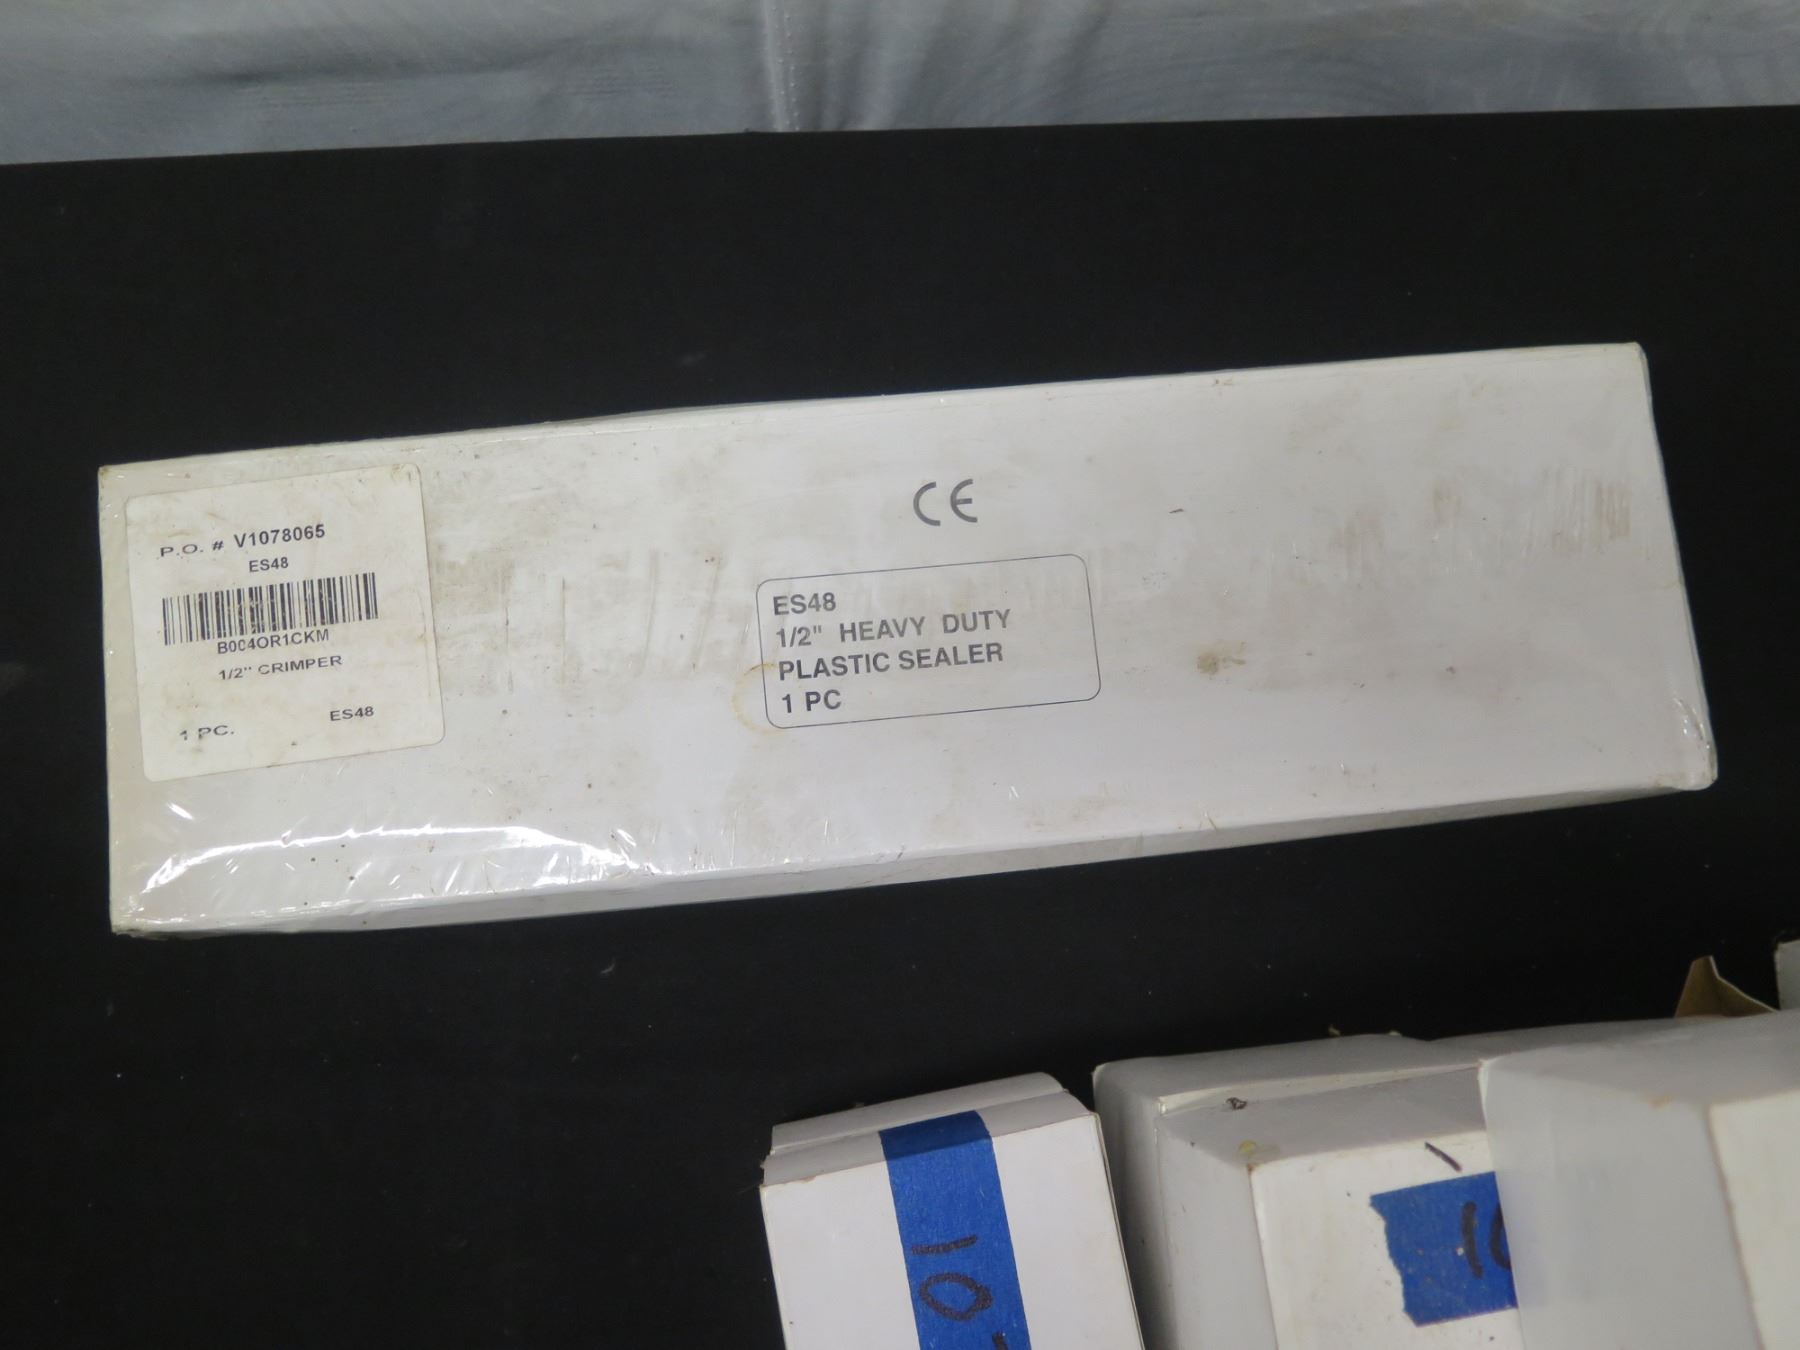 P.O. # V1078065
ES48
B004OR1CKM
1/2" CRIMPER
1 PC. ES48
CE
ES48
1/2" HEAVY DUTY
PLASTIC SEALER
1 PC
10